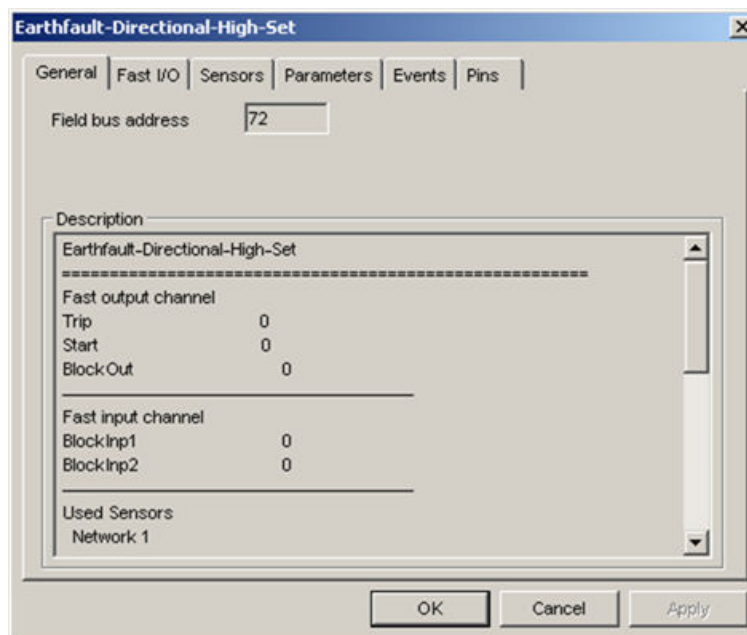 Earthfault-Directional-High-Set
General Fast I/O Sensors Parameters Events Pins
Field bus address 72
Description
Earthfault-Directional-High-Set
=======================================================
Fast output channel
Trip 0
Start 0
BlockOut 0
Fast input channel
BlockInp1 0
BlockInp2 0
Used Sensors
Network 1
OK Cancel Apply